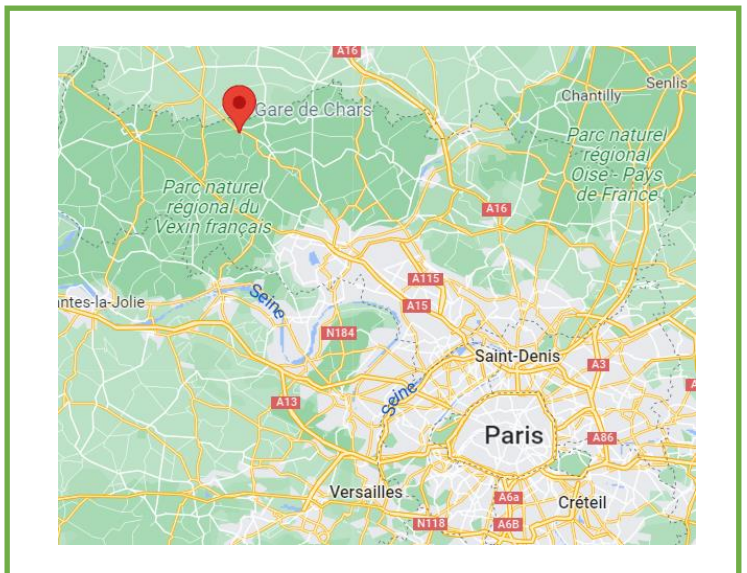 A16
Senlis
Chantilly
Gare de Chars
Parc naturel
régional
Oise - Pays
de France
Parc naturel
régional du
Vexin français
A16
A115
Seine
ntes-la-Jolie
A15
N184
Saint-Denis
A3
Seine
A13
Paris
A86
Versailles
A6a
Créteil
N118
A6B